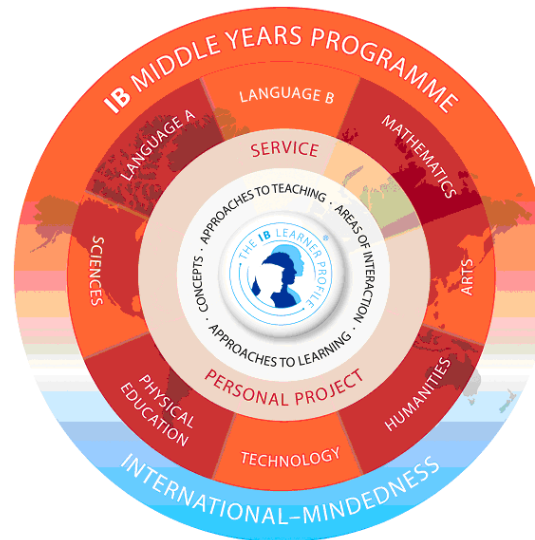 IB MIDDLE YEARS PROGRAMME
LANGUAGE A
LANGUAGE B
MATHEMATICS
SCIENCES
ARTS
PHYSICAL
EDUCATION
TECHNOLOGY
HUMANITIES
SERVICE
PERSONAL PROJECT
· CONCEPTS · APPROACHES TO TEACHING · AREAS OF INTERACTION ·
APPROACHES TO LEARNING
THE IB LEARNER PROFILE ®
INTERNATIONAL–MINDEDNESS